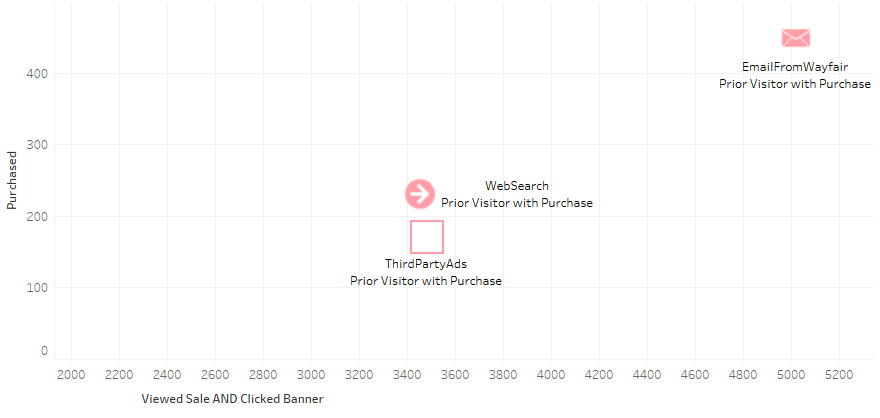 EmailFromWayfair
Prior Visitor with Purchase
WebSearch
Prior Visitor with Purchase
ThirdPartyAds
Prior Visitor with Purchase
Purchased
400
300
200
100
0
2000 2200 2400 2600 2800 3000 3200 3400 3600 3800 4000 4200 4400 4600 4800 5000 5200
Viewed Sale AND Clicked Banner